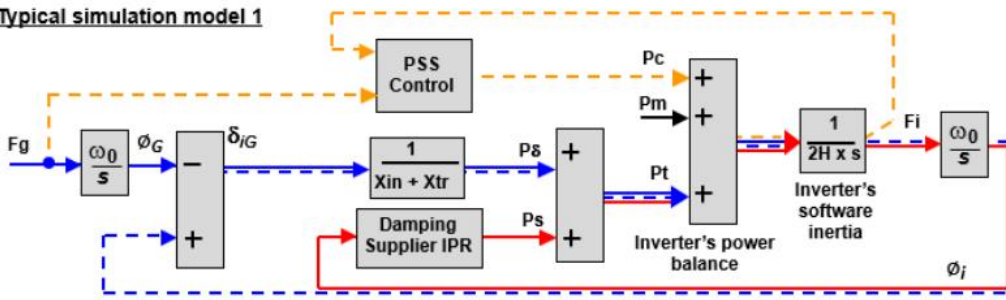 Typical simulation model 1
PSS
Control
Pc
Pm
Fg
ω0
s
øG
δiG
−
+
1
Xin + Xtr
Pδ
Damping
Supplier IPR
Ps
+
+
Pt
+
+
+
Inverter's power
balance
1
2H x s
Inverter's
software
inertia
Fi
ω0
s
øi